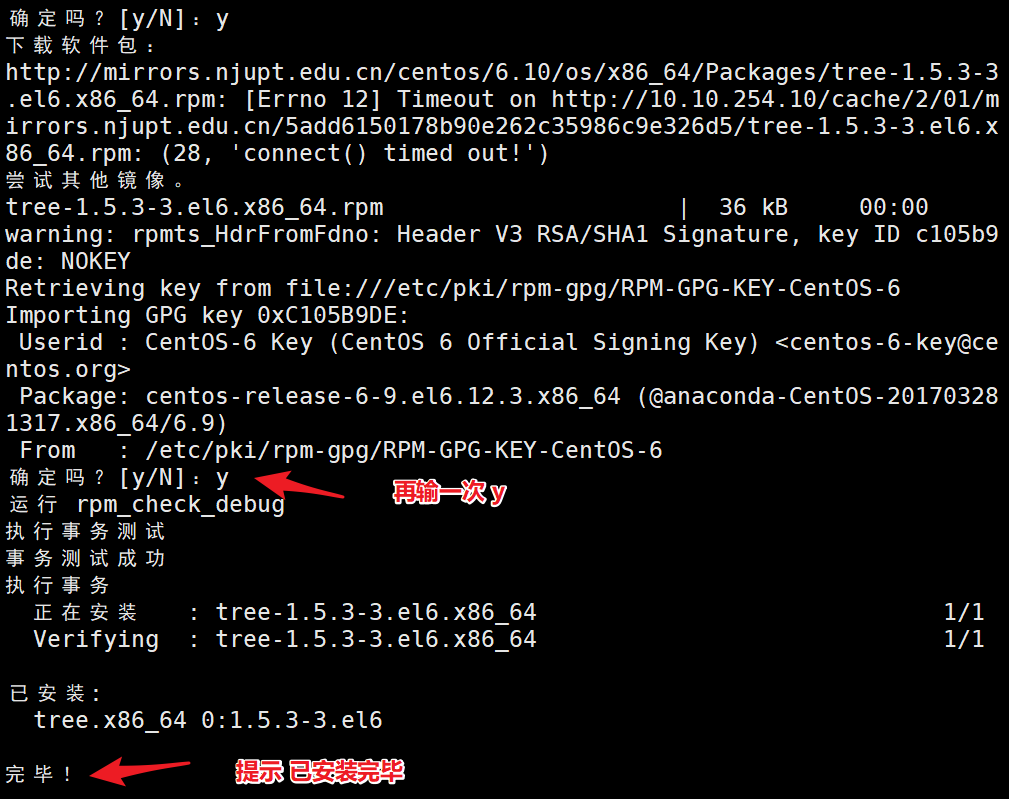 确定吗？[y/N]：y
下载软件包：
http://mirrors.njupt.edu.cn/centos/6.10/os/x86_64/Packages/tree-1.5.3-3
.el6.x86_64.rpm: [Errno 12] Timeout on http://10.10.254.10/cache/2/01/m
irrors.njupt.edu.cn/5add6150178b90e262c35986c9e326d5/tree-1.5.3-3.el6.x
86_64.rpm: (28, 'connect() timed out!')
尝试其他镜像。
tree-1.5.3-3.el6.x86_64.rpm | 36 kB 00:00
warning: rpmts_HdrFromFdno: Header V3 RSA/SHA1 Signature, key ID c105b9
de: NOKEY
Retrieving key from file:///etc/pki/rpm-gpg/RPM-GPG-KEY-CentOS-6
Importing GPG key 0xC105B9DE:
Userid : CentOS-6 Key (CentOS 6 Official Signing Key) <centos-6-key@ce
ntos.org>
Package: centos-release-6-9.el6.12.3.x86_64 (@anaconda-CentOS-20170328
1317.x86_64/6.9)
From : /etc/pki/rpm-gpg/RPM-GPG-KEY-CentOS-6
确定吗？[y/N]：y
再输一次 y
运行 rpm_check_debug
执行事务测试
事务测试成功
执行事务
正在安装 : tree-1.5.3-3.el6.x86_64 1/1
Verifying : tree-1.5.3-3.el6.x86_64 1/1
已安装:
tree.x86_64 0:1.5.3-3.el6
完毕！
提示 已安装完毕